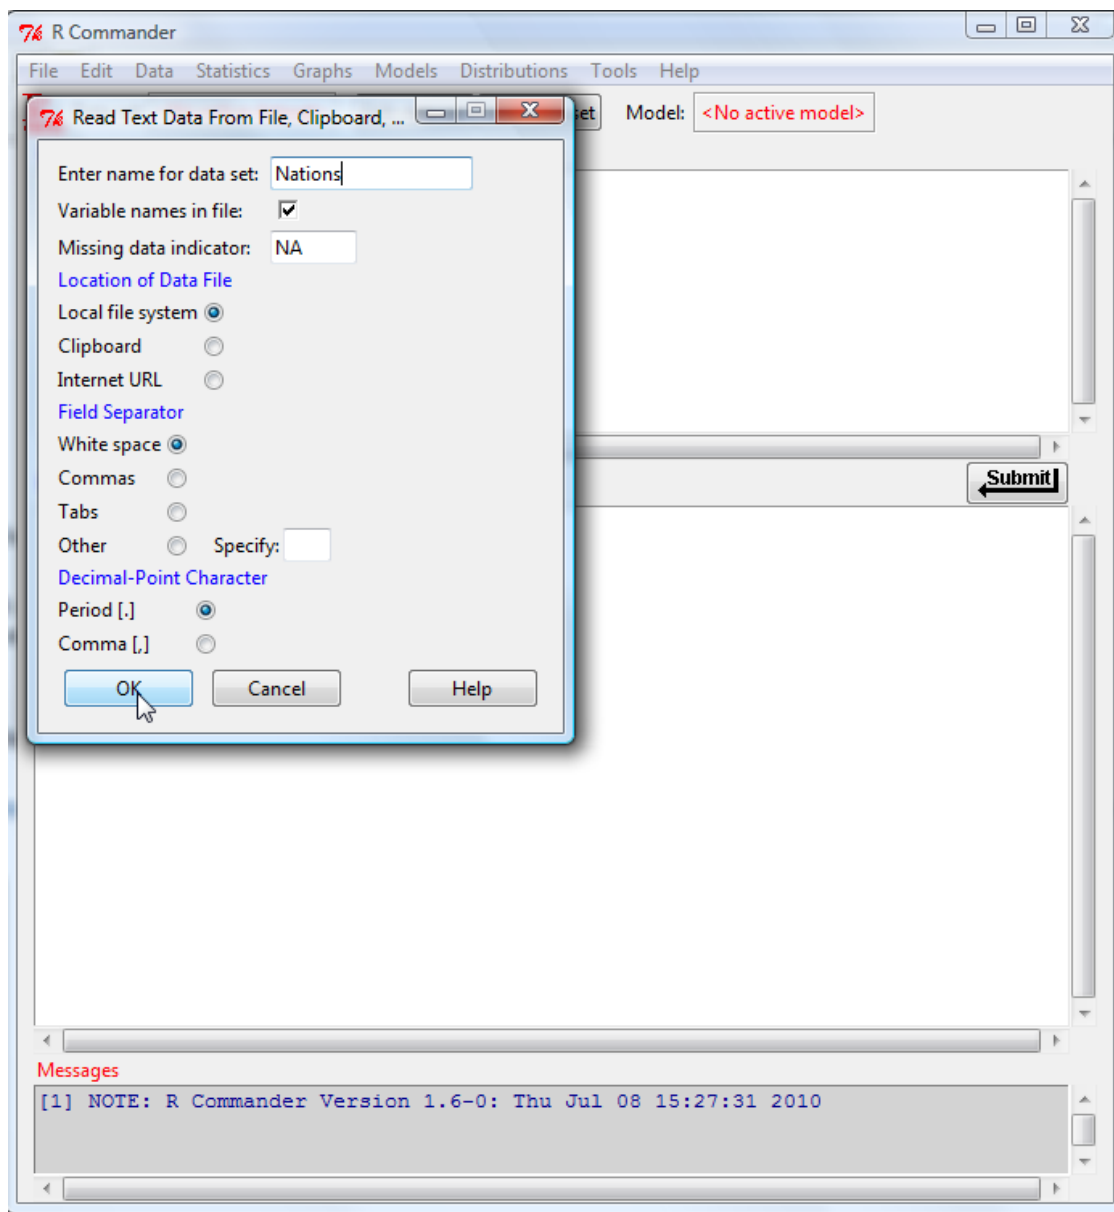 R Commander
File Edit Data Statistics Graphs Models Distributions Tools Help
Read Text Data From File, Clipboard, ...
et Model: <No active model>
Enter name for data set: Nations
Variable names in file:
Missing data indicator: NA
Location of Data File
Local file system
Clipboard
Internet URL
Field Separator
White space
Commas
Submit
Tabs
Other Specify:
Decimal-Point Character
Period [.]
Comma [,]
OK Cancel Help
Messages
[1] NOTE: R Commander Version 1.6-0: Thu Jul 08 15:27:31 2010